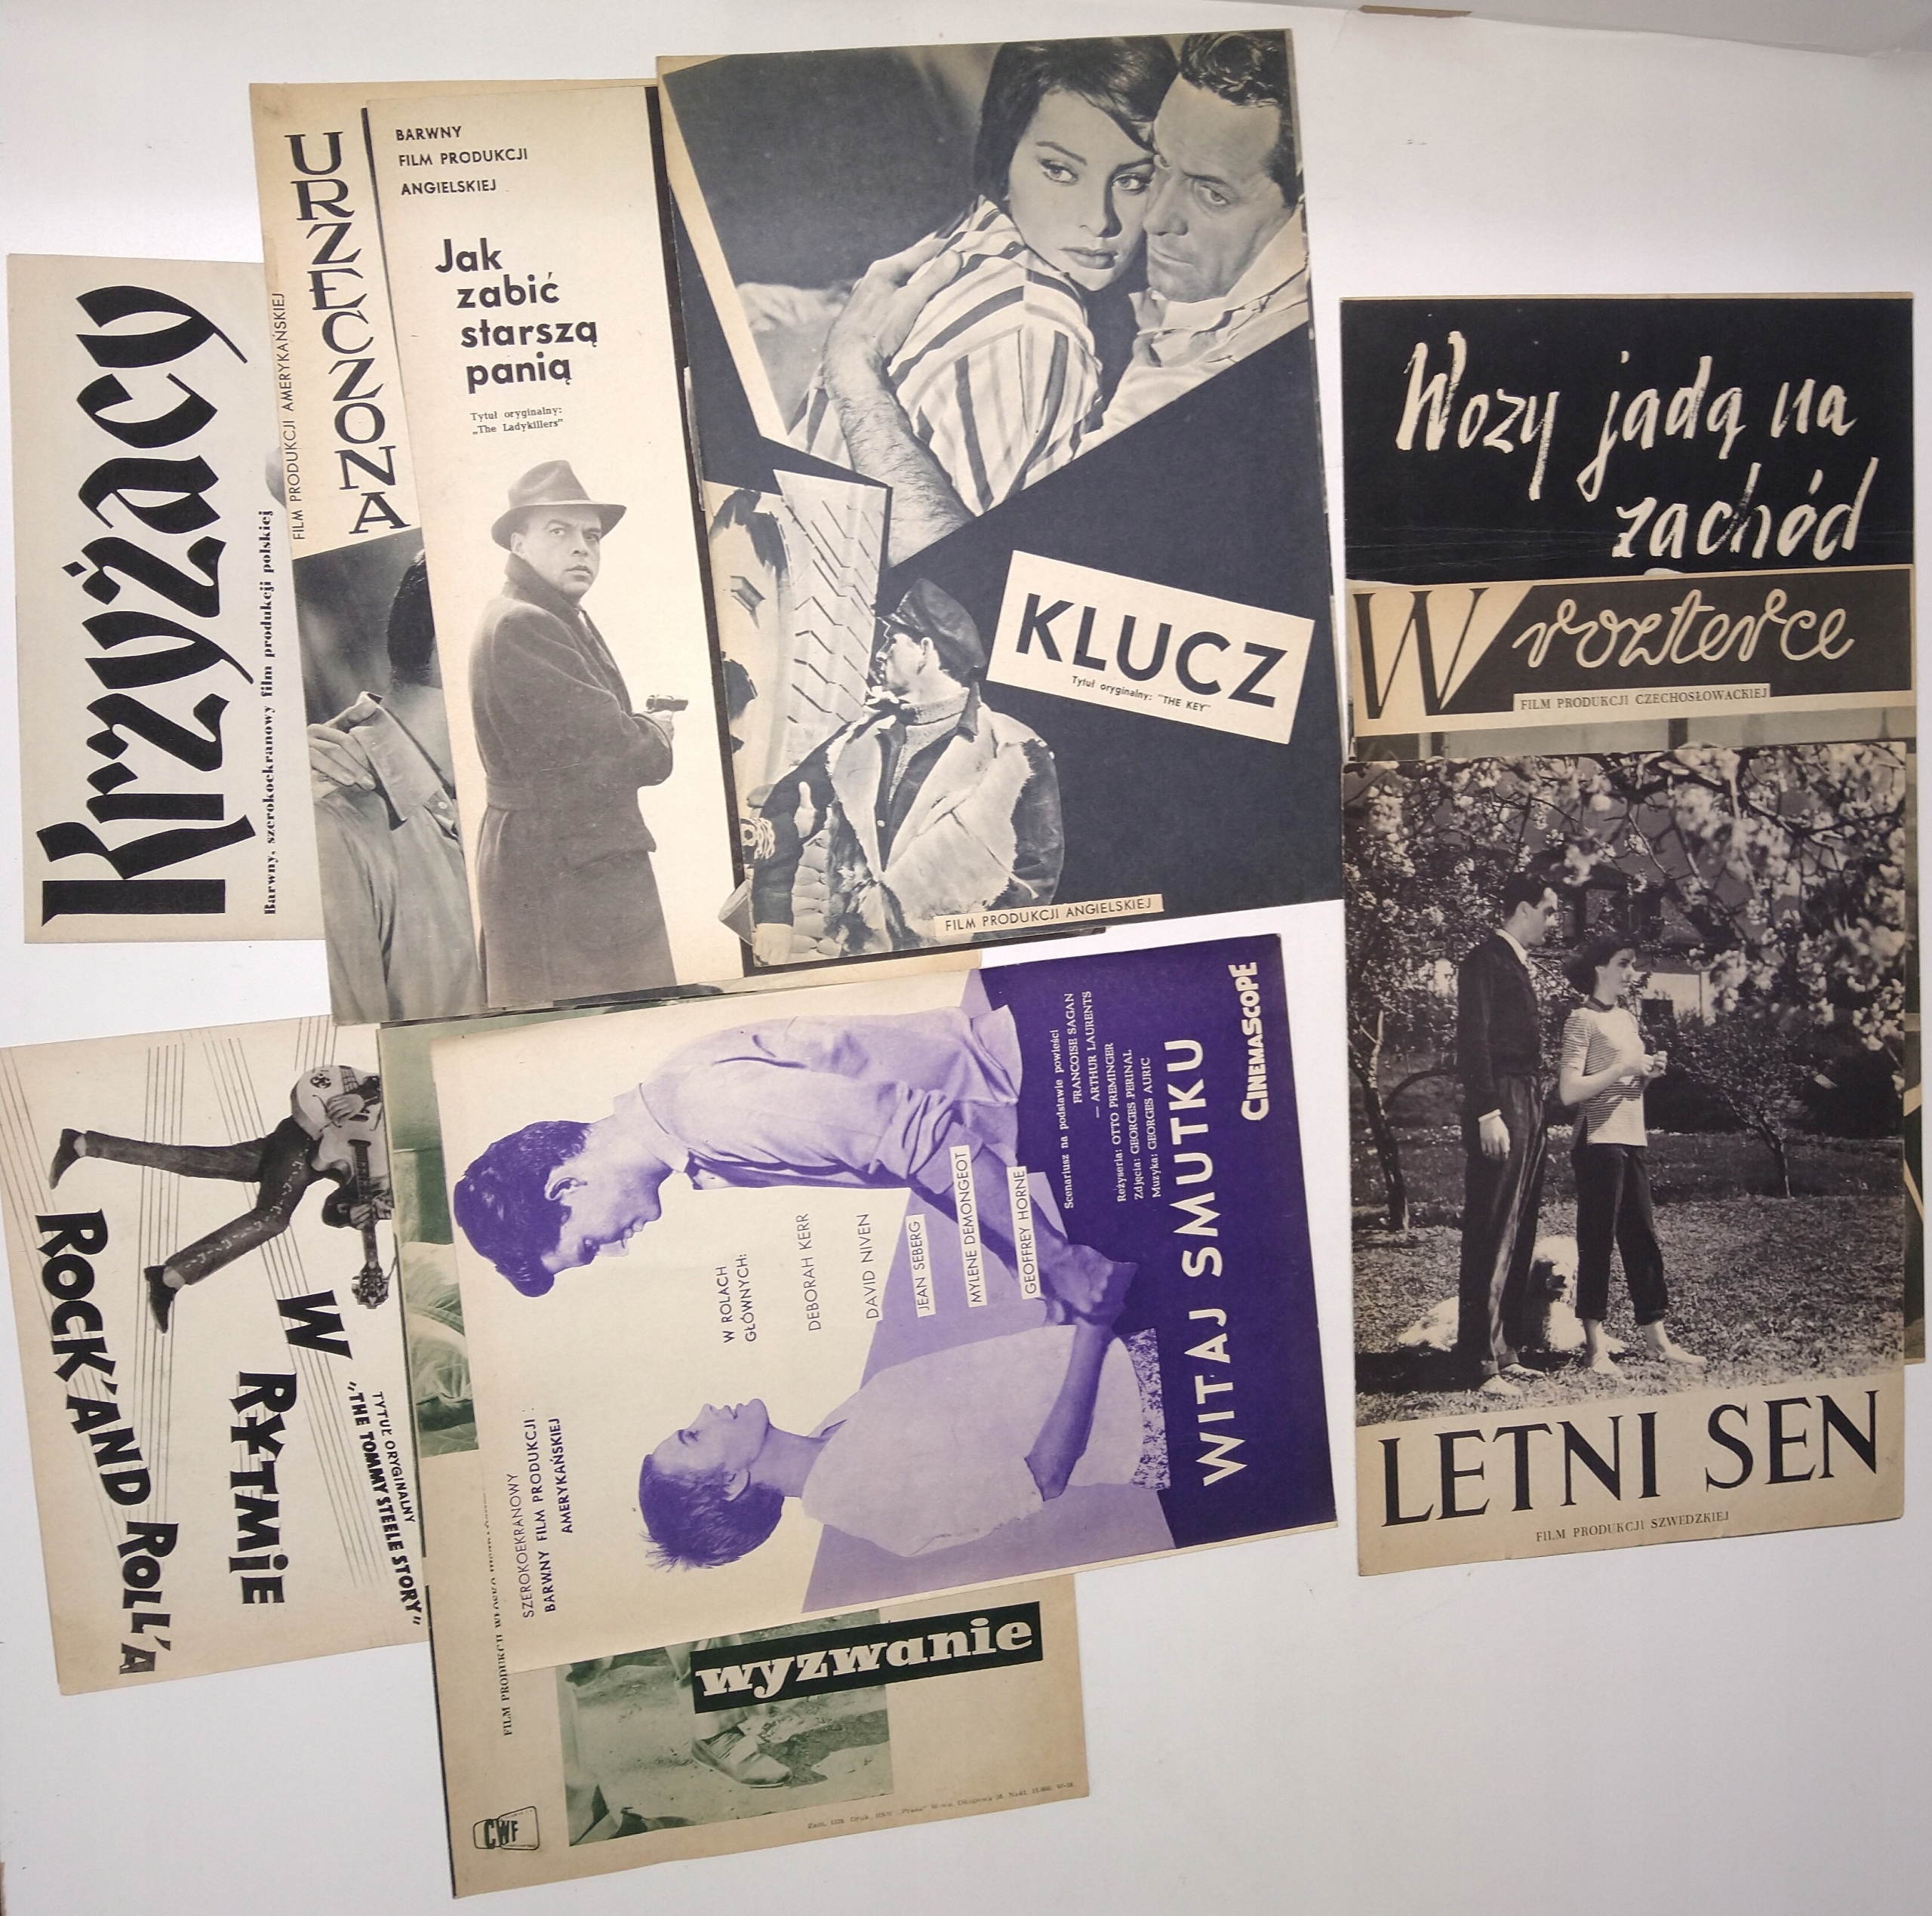 Krzyżacy
Barwny, szerokoekranowy film produkcji polskiej
URZECZONA
FILM PRODUKCJI AMERYKAŃSKIEJ
BARWNY
FILM PRODUKCJI
ANGIELSKIEJ
Jak
zabić
starszą
panią
Tytuł oryginalny:
„The Ladykillers”
KLUCZ
Tytuł oryginalny: "THE KEY"
FILM PRODUKCJI ANGIELSKIEJ
Wozy jadą na
zachód
W rozterce
FILM PRODUKCJI CZECHOSŁOWACKIEJ
LETNI SEN
FILM PRODUKCJI SZWEDZKIEJ
ROCK AND ROLL'A
W
RYTMiE
TYTUŁ ORYGINALNY
„THE TOMMY STEELE STORY„
SZEROKOEKRANOWY
BARWNY FILM PRODUKCJI
AMERYKAŃSKIEJ
W ROLACH
GŁÓWNYCH:
DEBORAH KERR
DAVID NIVEN
JEAN SEBERG
MYLENE DEMONGEOT
GEOFFREY HORNE
Scenariusz na podstawie powieści
FRANCOISE SAGAN
— ARTHUR LAURENTS
Reżyseria: OTTO PREMINGER
Zdjęcia: GEORGES PERINAL
Muzyka: GEORGES AURIC
WITAJ SMUTKU
CINEMASCOPE
FILM PRODUKCJI
wyzwanie
CWF